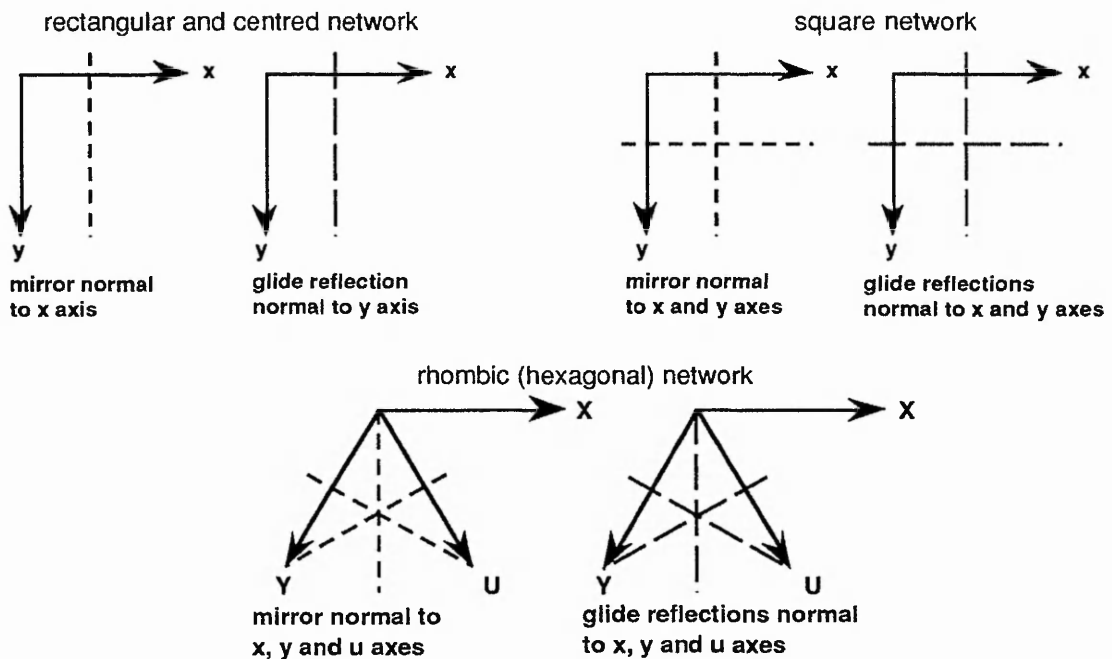 rectangular and centred network
square network
x
x
x
x
y
y
y
y
mirror normal
to x axis
glide reflection
normal to y axis
mirror normal
to x and y axes
glide reflections
normal to x and y axes
rhombic (hexagonal) network
X
X
Y
U
Y
U
mirror normal to
x, y and u axes
glide reflections normal
to x, y and u axes